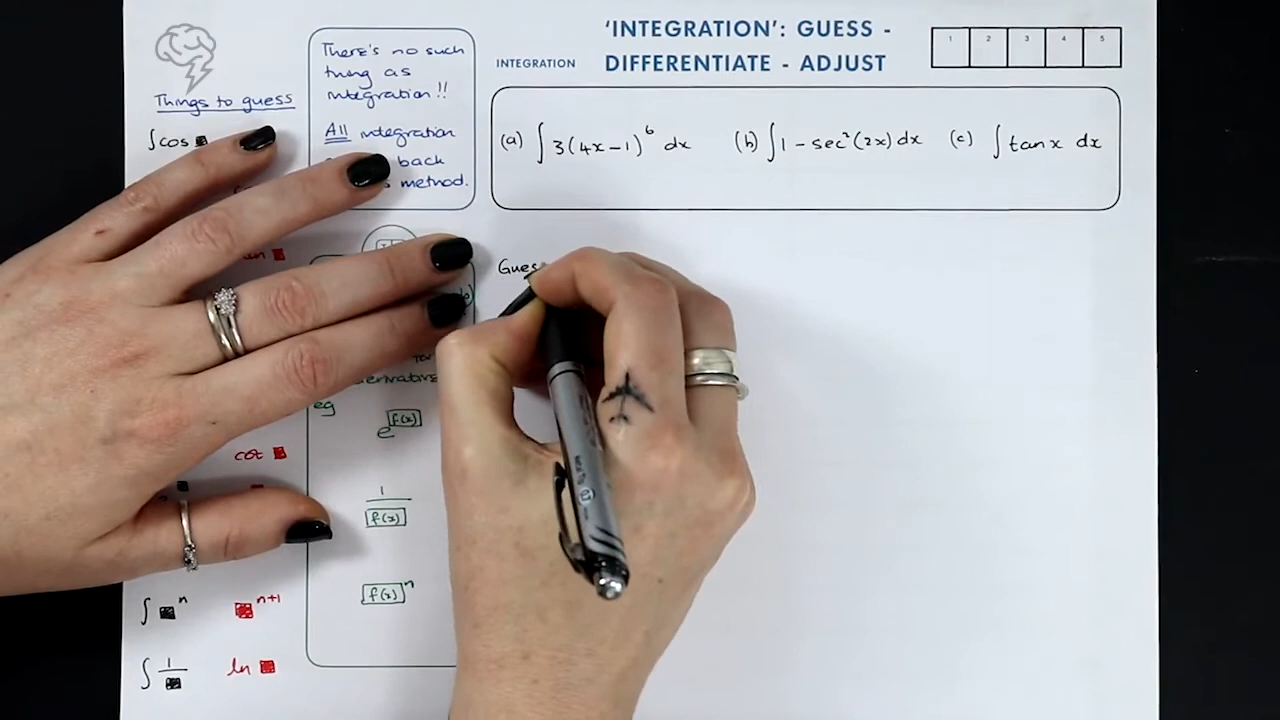 Things to guess
∫cos ■
There's no such
thing as
integration!!
All integration
back
method.
INTEGRATION
'INTEGRATION': GUESS -
DIFFERENTIATE - ADJUST
1 2 3 4 5
(a) ∫3(4x-1)⁶ dx (b) ∫1 - sec²(2x) dx (c) ∫tan x dx
Gues
for
eg
e^f(x)
cot ■
1/f(x)
f(x)ⁿ
∫■ⁿ ■ⁿ⁺¹
∫1/■ ln ■